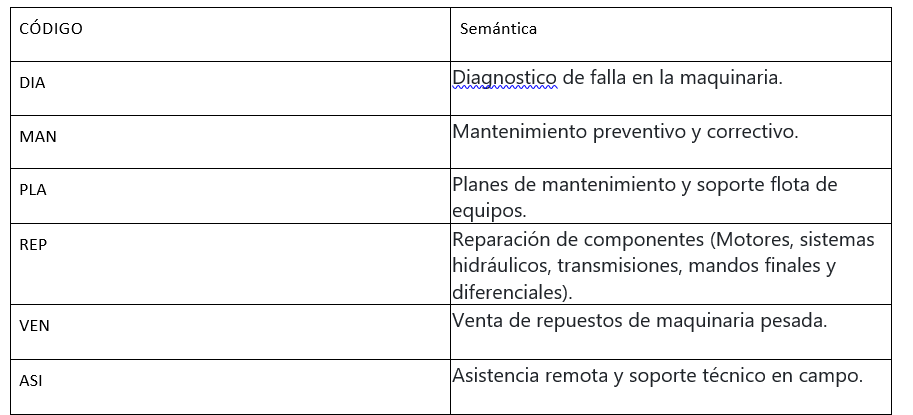 CÓDIGO
Semántica
DIA
Diagnostico de falla en la maquinaria.
MAN
Mantenimiento preventivo y correctivo.
PLA
Planes de mantenimiento y soporte flota de
equipos.
REP
Reparación de componentes (Motores, sistemas
hidráulicos, transmisiones, mandos finales y
diferenciales).
VEN
Venta de repuestos de maquinaria pesada.
ASI
Asistencia remota y soporte técnico en campo.